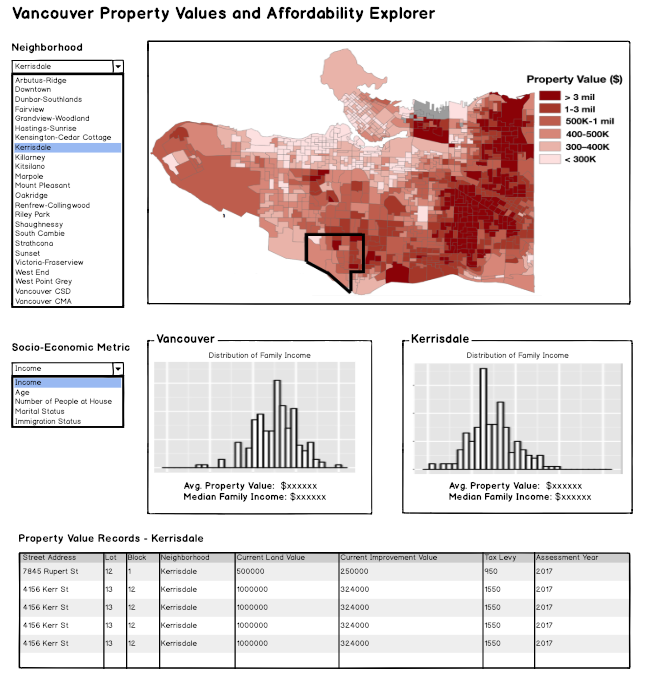 Vancouver Property Values and Affordability Explorer
Neighborhood
Kerrisdale
Arbutus-Ridge
Downtown
Dunbar-Southlands
Fairview
Grandview-Woodland
Hastings-Sunrise
Kensington-Cedar Cottage
Kerrisdale
Killarney
Kitsilano
Marpole
Mount Pleasant
Oakridge
Renfrew-Collingwood
Riley Park
Shaughnessy
South Cambie
Strathcona
Sunset
Victoria-Fraserview
West End
West Point Grey
Vancouver CSD
Vancouver CMA
Property Value ($)
> 3 mil
1-3 mil
500K-1 mil
400-500K
300-400K
< 300K
Socio-Economic Metric
Income
Income
Age
Number of People at House
Marital Status
Immigration Status
Vancouver
Distribution of Family Income
Avg. Property Value: $xxxxxx
Median Family Income: $xxxxxx
Kerrisdale
Distribution of Family Income
Avg. Property Value: $xxxxxx
Median Family Income: $xxxxxx
Property Value Records - Kerrisdale
Street Address Lot Block Neighborhood Current Land Value Current Improvement Value Tax Levy Assessment Year
7845 Rupert St 12 1 Kerrisdale 500000 250000 950 2017
4156 Kerr St 13 12 Kerrisdale 1000000 324000 1550 2017
4156 Kerr St 13 12 Kerrisdale 1000000 324000 1550 2017
4156 Kerr St 13 12 Kerrisdale 1000000 324000 1550 2017
4156 Kerr St 13 12 Kerrisdale 1000000 324000 1550 2017